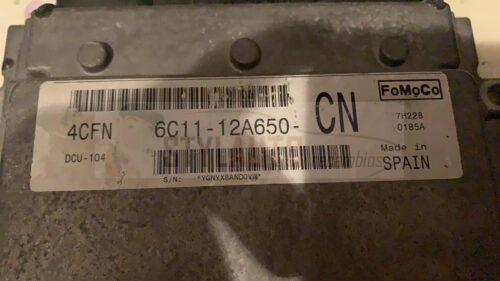 FoMoCo
4CFN 6C11-12A650- CN
7H228
0185A
DCU-104
Made in
SPAIN
S/N: